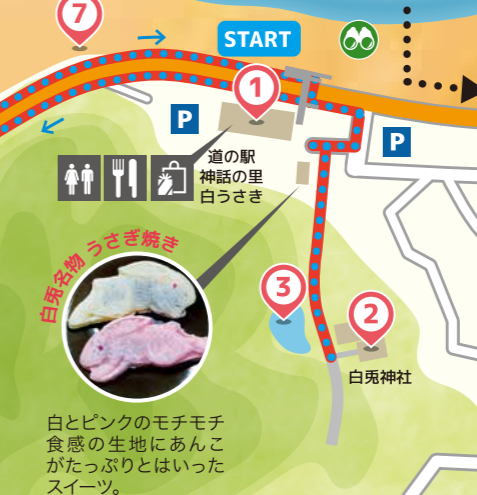 7
START
1
P
P
道の駅
神話の里
白うさき
白兎名物 うさぎ焼き
3
2
白兎神社
白とピンクのモチモチ
食感の生地にあんこ
がたっぷりとはいった
スイーツ。